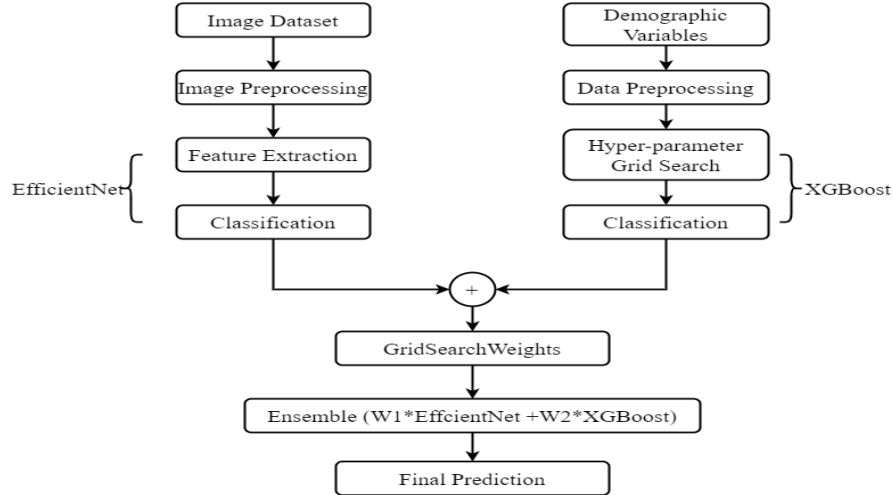 Image Dataset
Image Preprocessing
Feature Extraction
EfficientNet
Classification
Demographic
Variables
Data Preprocessing
Hyper-parameter
Grid Search
XGBoost
Classification
+
GridSearchWeights
Ensemble (W1*EffcientNet +W2*XGBoost)
Final Prediction